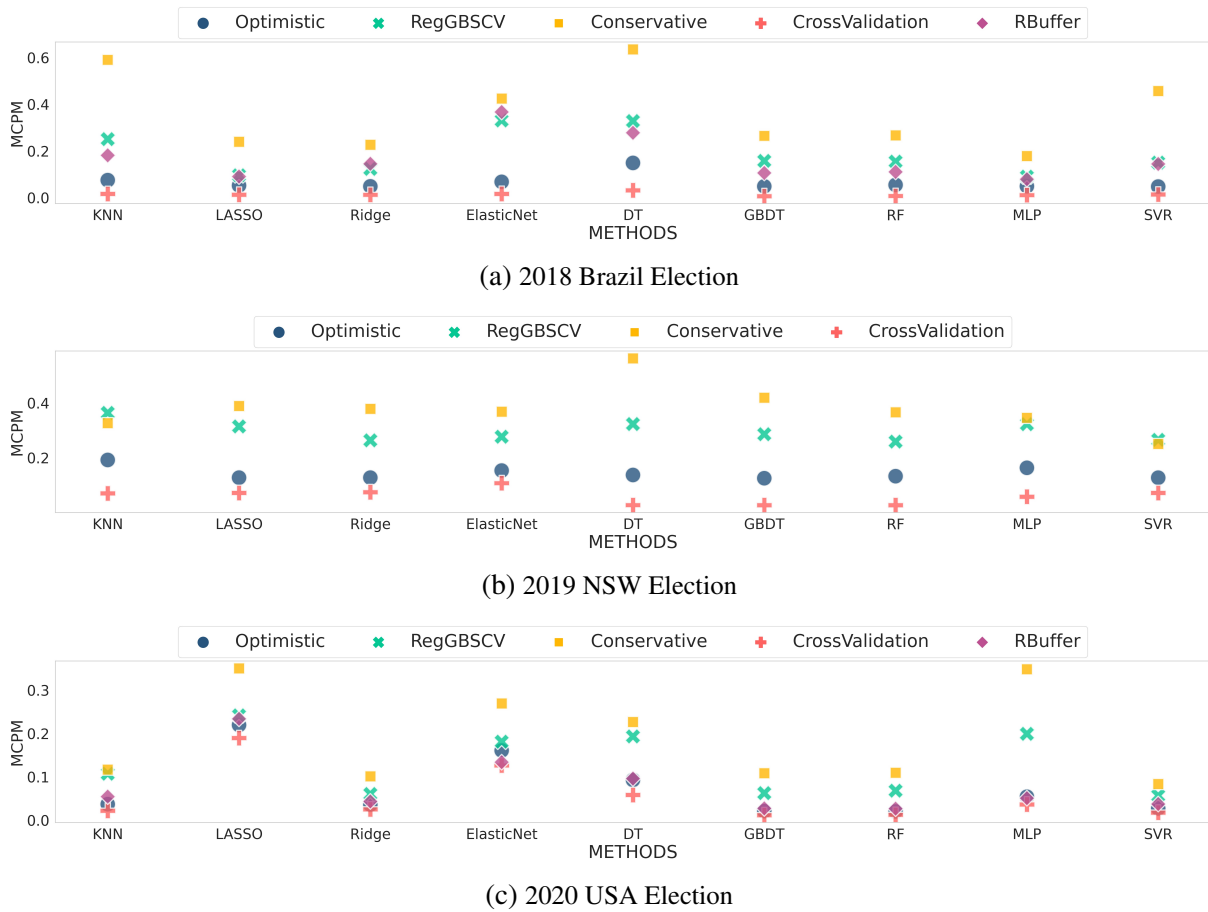 Optimistic RegGBSCV Conservative CrossValidation RBuffer
0.6
0.4
0.2
0.0
MCPM
KNN LASSO Ridge ElasticNet DT GBDT RF MLP SVR
METHODS
(a) 2018 Brazil Election
Optimistic RegGBSCV Conservative CrossValidation
0.4
0.2
MCPM
KNN LASSO Ridge ElasticNet DT GBDT RF MLP SVR
METHODS
(b) 2019 NSW Election
Optimistic RegGBSCV Conservative CrossValidation RBuffer
0.3
0.2
0.1
0.0
MCPM
KNN LASSO Ridge ElasticNet DT GBDT RF MLP SVR
METHODS
(c) 2020 USA Election